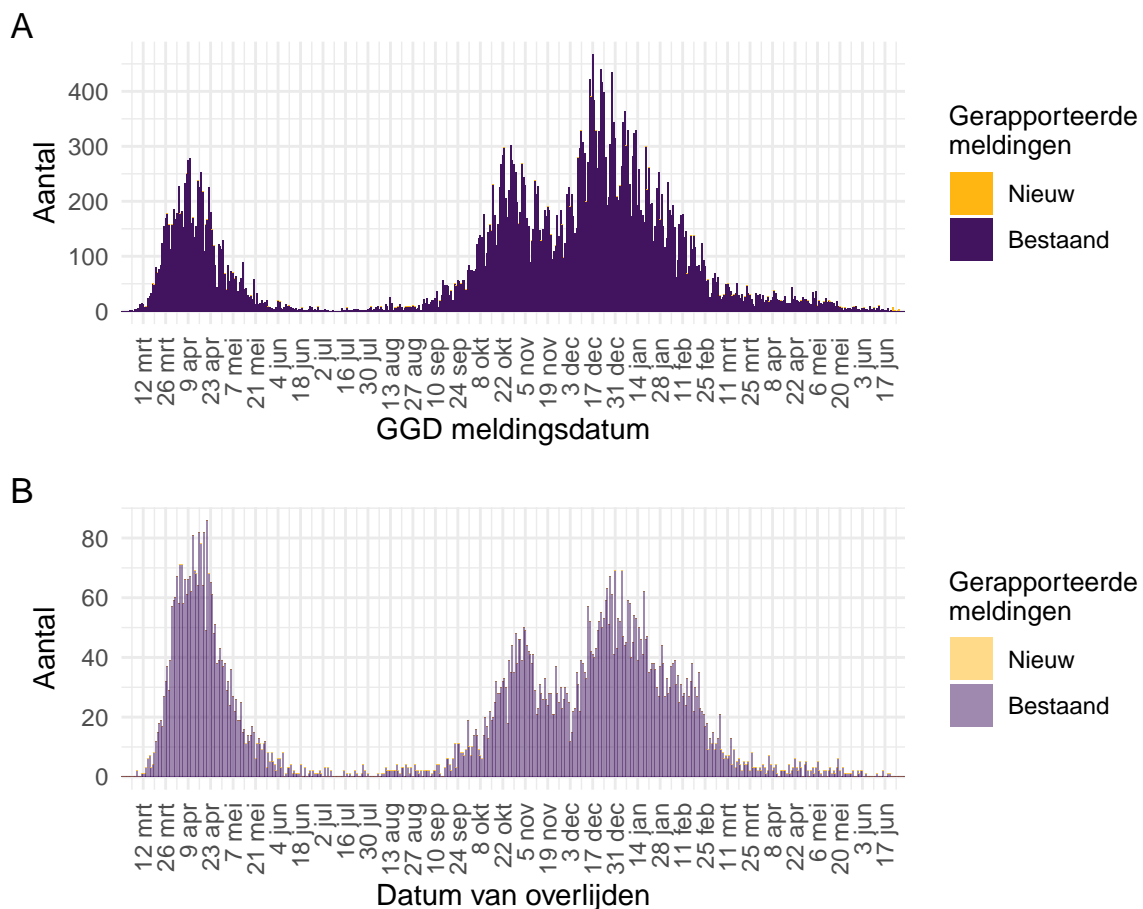 A
400
300
200
100
0
Aantal
12 mrt
26 mrt
9 apr
23 apr
7 mei
21 mei
4 jun
18 jun
2 jul
16 jul
30 jul
13 aug
27 aug
10 sep
24 sep
8 okt
22 okt
5 nov
19 nov
3 dec
17 dec
31 dec
14 jan
28 jan
11 feb
25 feb
11 mrt
25 mrt
8 apr
22 apr
6 mei
20 mei
3 jun
17 jun
GGD meldingsdatum
Gerapporteerde
meldingen
Nieuw
Bestaand
B
80
60
40
20
0
Aantal
12 mrt
26 mrt
9 apr
23 apr
7 mei
21 mei
4 jun
18 jun
2 jul
16 jul
30 jul
13 aug
27 aug
10 sep
24 sep
8 okt
22 okt
5 nov
19 nov
3 dec
17 dec
31 dec
14 jan
28 jan
11 feb
25 feb
11 mrt
25 mrt
8 apr
22 apr
6 mei
20 mei
3 jun
17 jun
Datum van overlijden
Gerapporteerde
meldingen
Nieuw
Bestaand